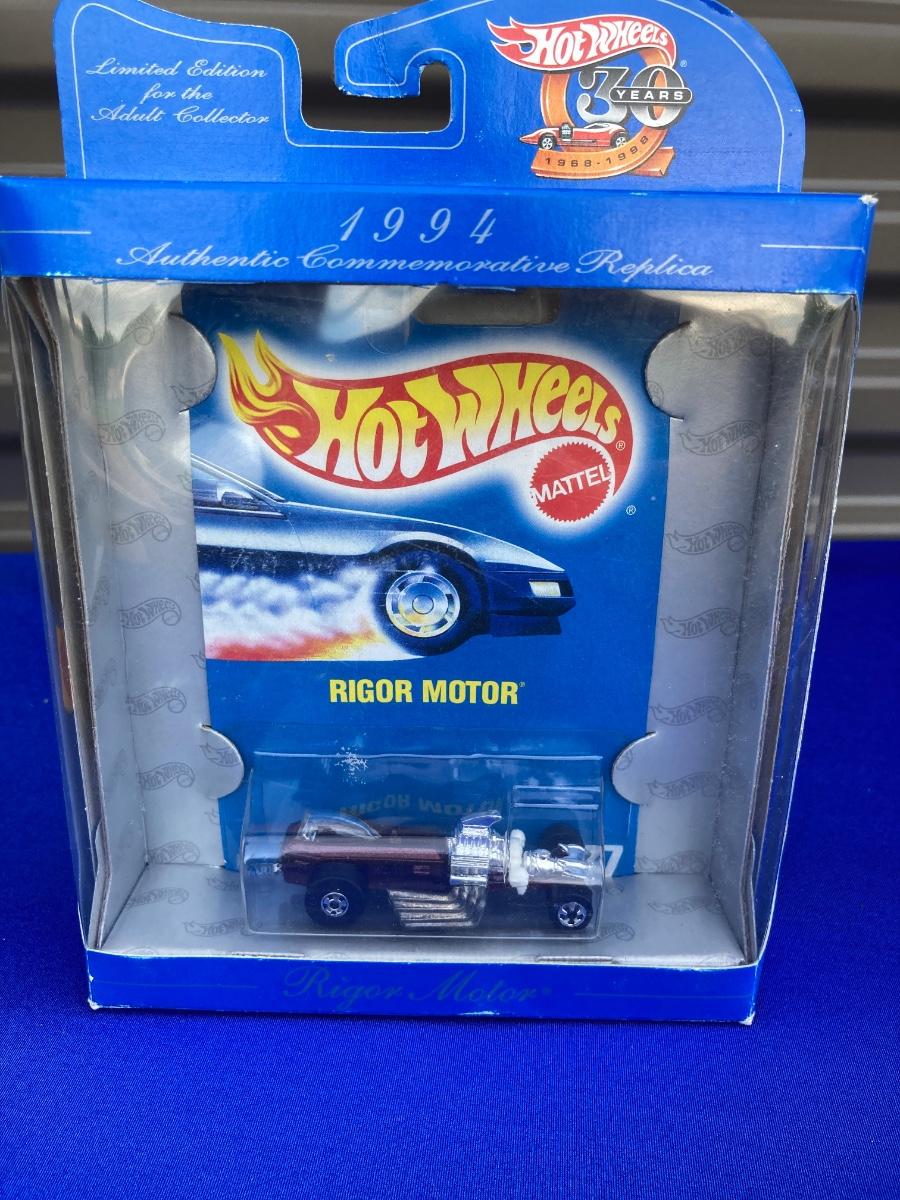 Limited Edition
for the
Adult Collector
Hot Wheels
30
YEARS
1968-1998
1994
Authentic Commemorative Replica
Hot Wheels
MATTEL
RIGOR MOTOR
Rigor Motor